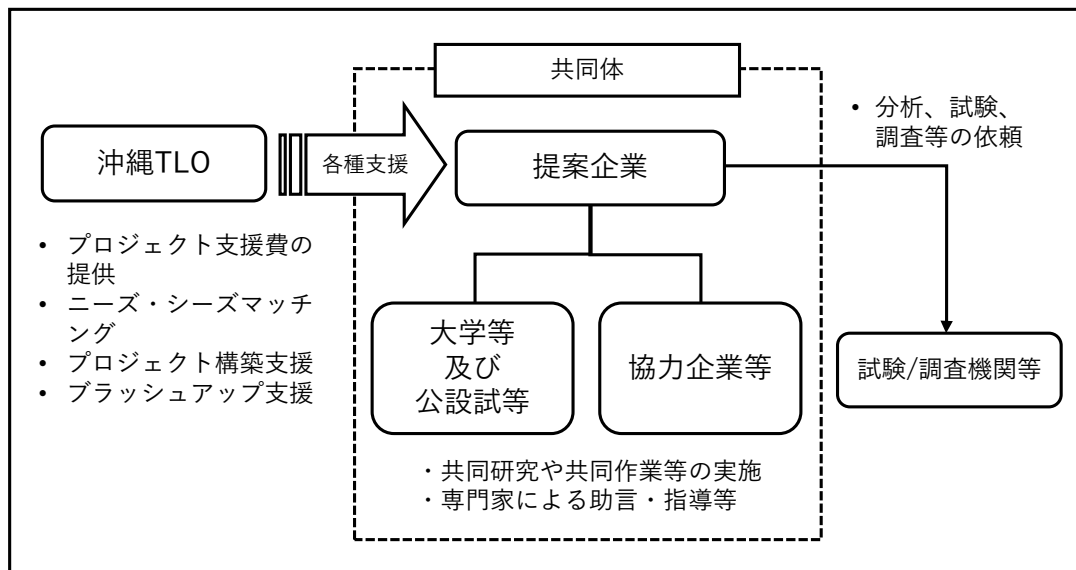 共同体
沖縄TLO
各種支援
提案企業
• 分析、試験、
調査等の依頼
• プロジェクト支援費の
提供
• ニーズ・シーズマッチ
ング
• プロジェクト構築支援
• ブラッシュアップ支援
大学等
及び
公設試等
協力企業等
試験/調査機関等
・共同研究や共同作業等の実施
・専門家による助言・指導等